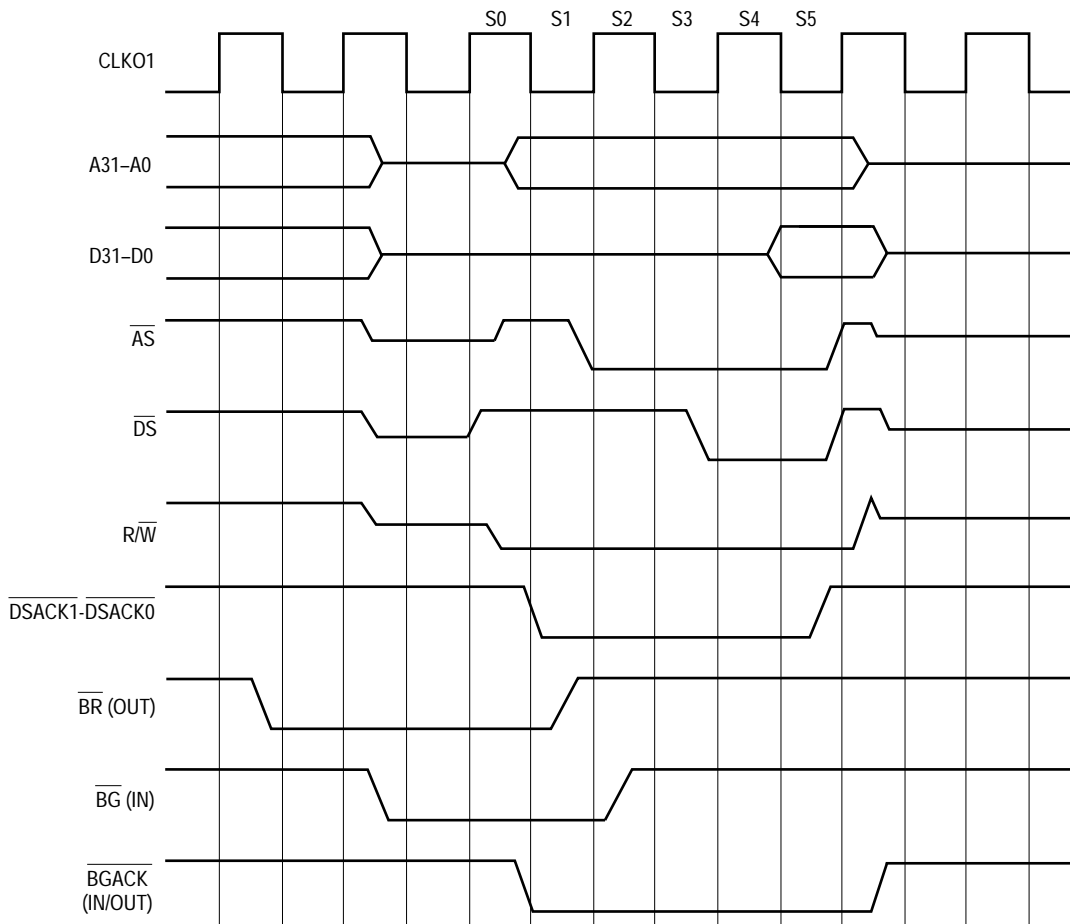 S0 S1 S2 S3 S4 S5
CLKO1
A31–A0
D31–D0
AS
DS
R/W
DSACK1-DSACK0
BR (OUT)
BG (IN)
BGACK
(IN/OUT)